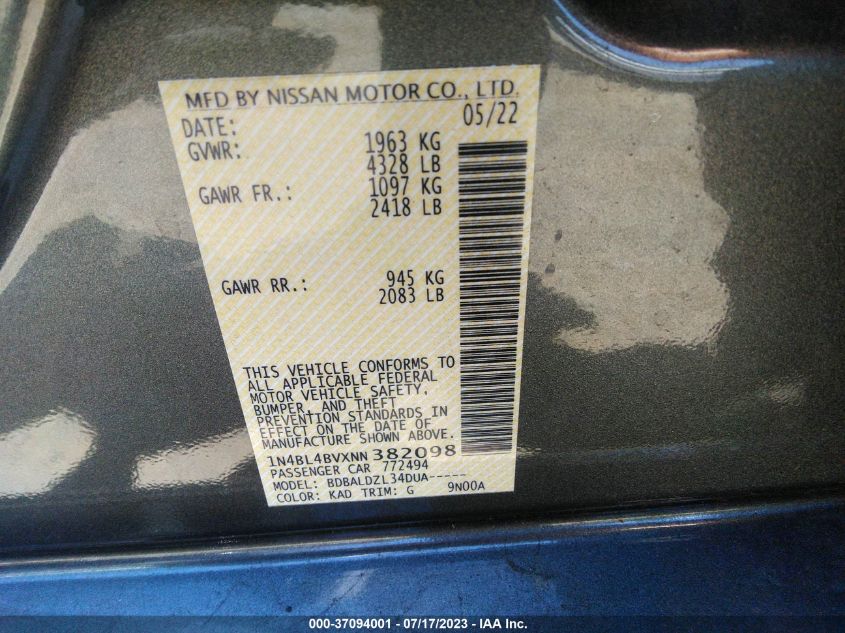 MFD BY NISSAN MOTOR CO., LTD.
DATE: 05/22
GVWR: 1963 KG
4328 LB
GAWR FR.: 1097 KG
2418 LB
GAWR RR.: 945 KG
2083 LB
THIS VEHICLE CONFORMS TO
ALL APPLICABLE FEDERAL
MOTOR VEHICLE SAFETY,
BUMPER, AND THEFT
PREVENTION STANDARDS IN
EFFECT ON THE DATE OF
MANUFACTURE SHOWN ABOVE.
1N4BL4BVXNN382098
PASSENGER CAR 772494
MODEL: BDBALDZL34DUA-----
COLOR: KAD TRIM: G 9N00A
000-37094001 - 07/17/2023 - IAA Inc.